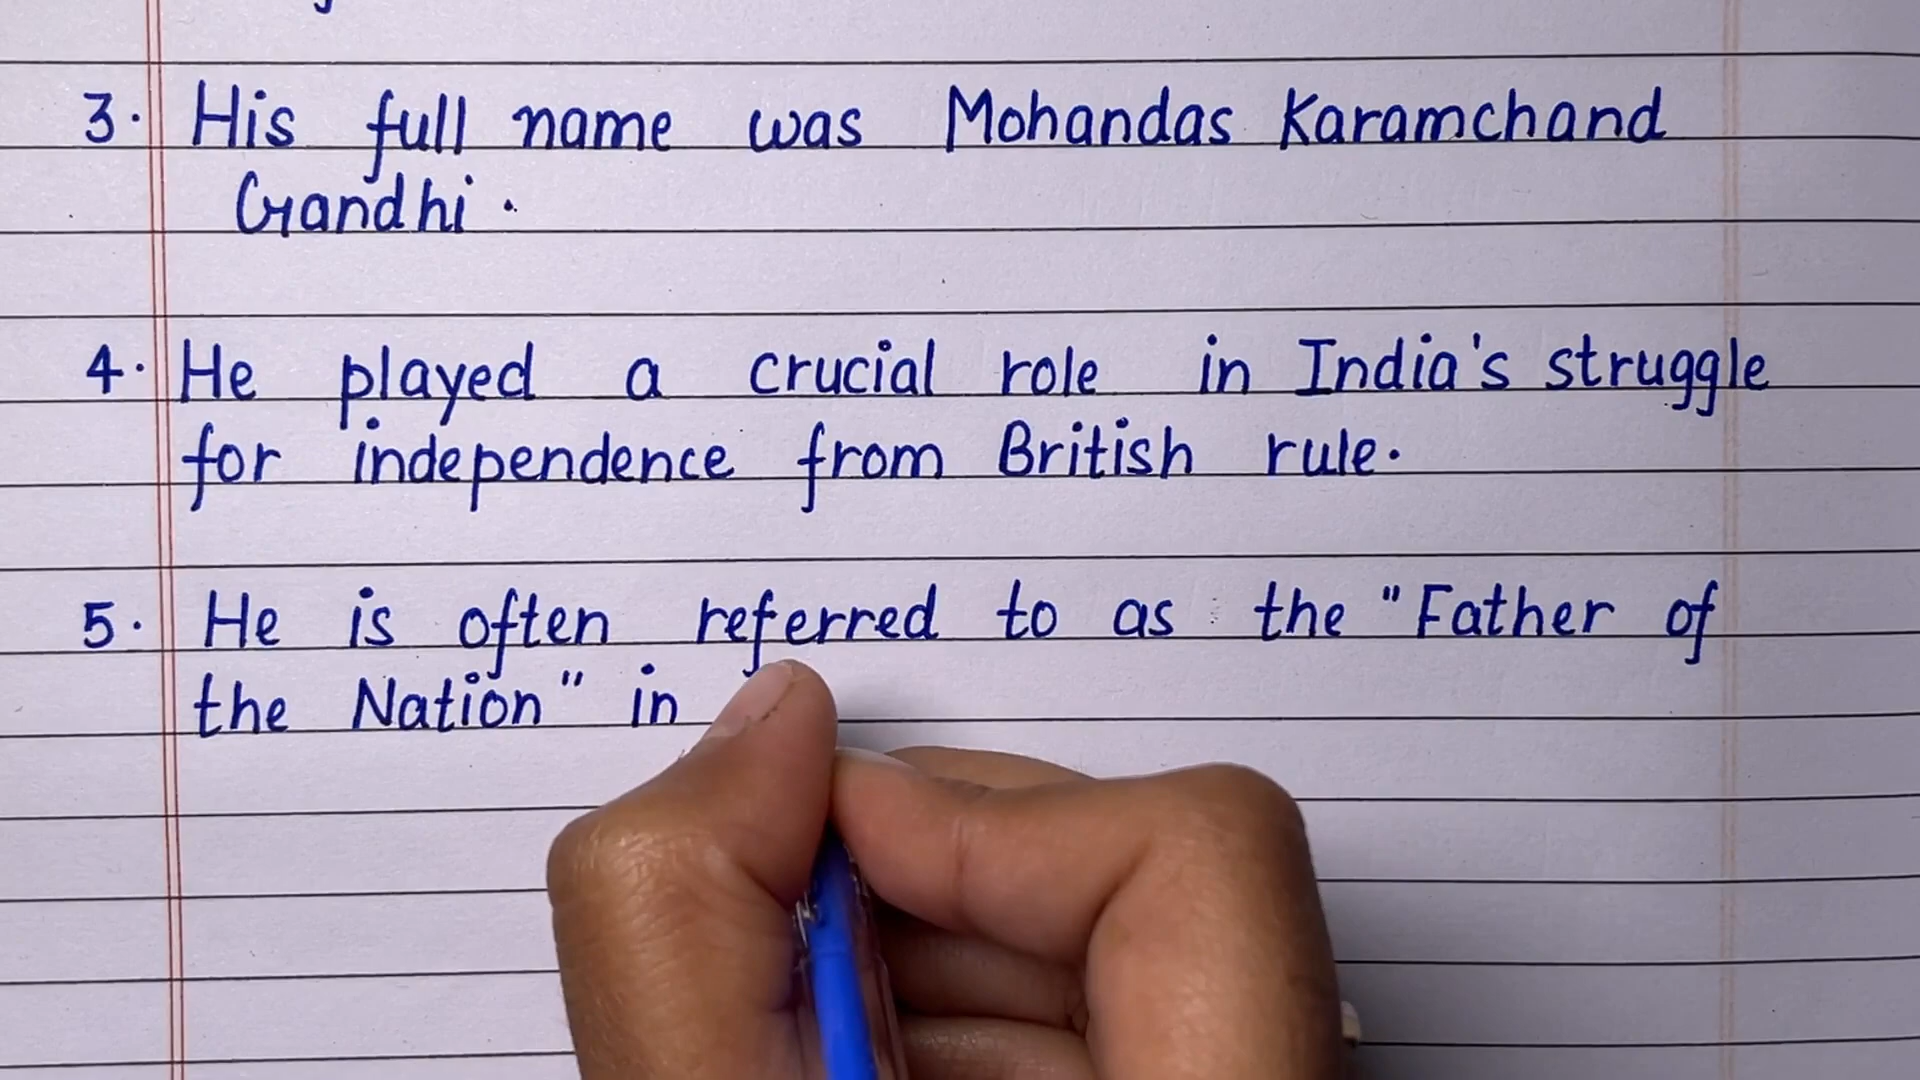 3. His full name was Mohandas Karamchand
Gandhi.
4. He played a crucial role in India's struggle
for independence from British rule.
5. He is often referred to as the "Father of
the Nation" in